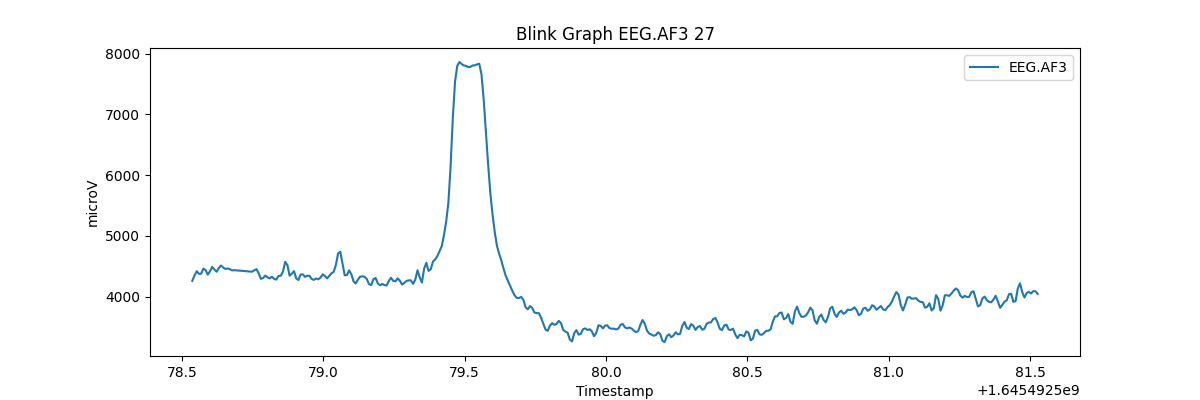 Blink Graph EEG.AF3 27
EEG.AF3
microV
8000
7000
6000
5000
4000
78.5 79.0 79.5 80.0 80.5 81.0 81.5
Timestamp
+1.6454925e9